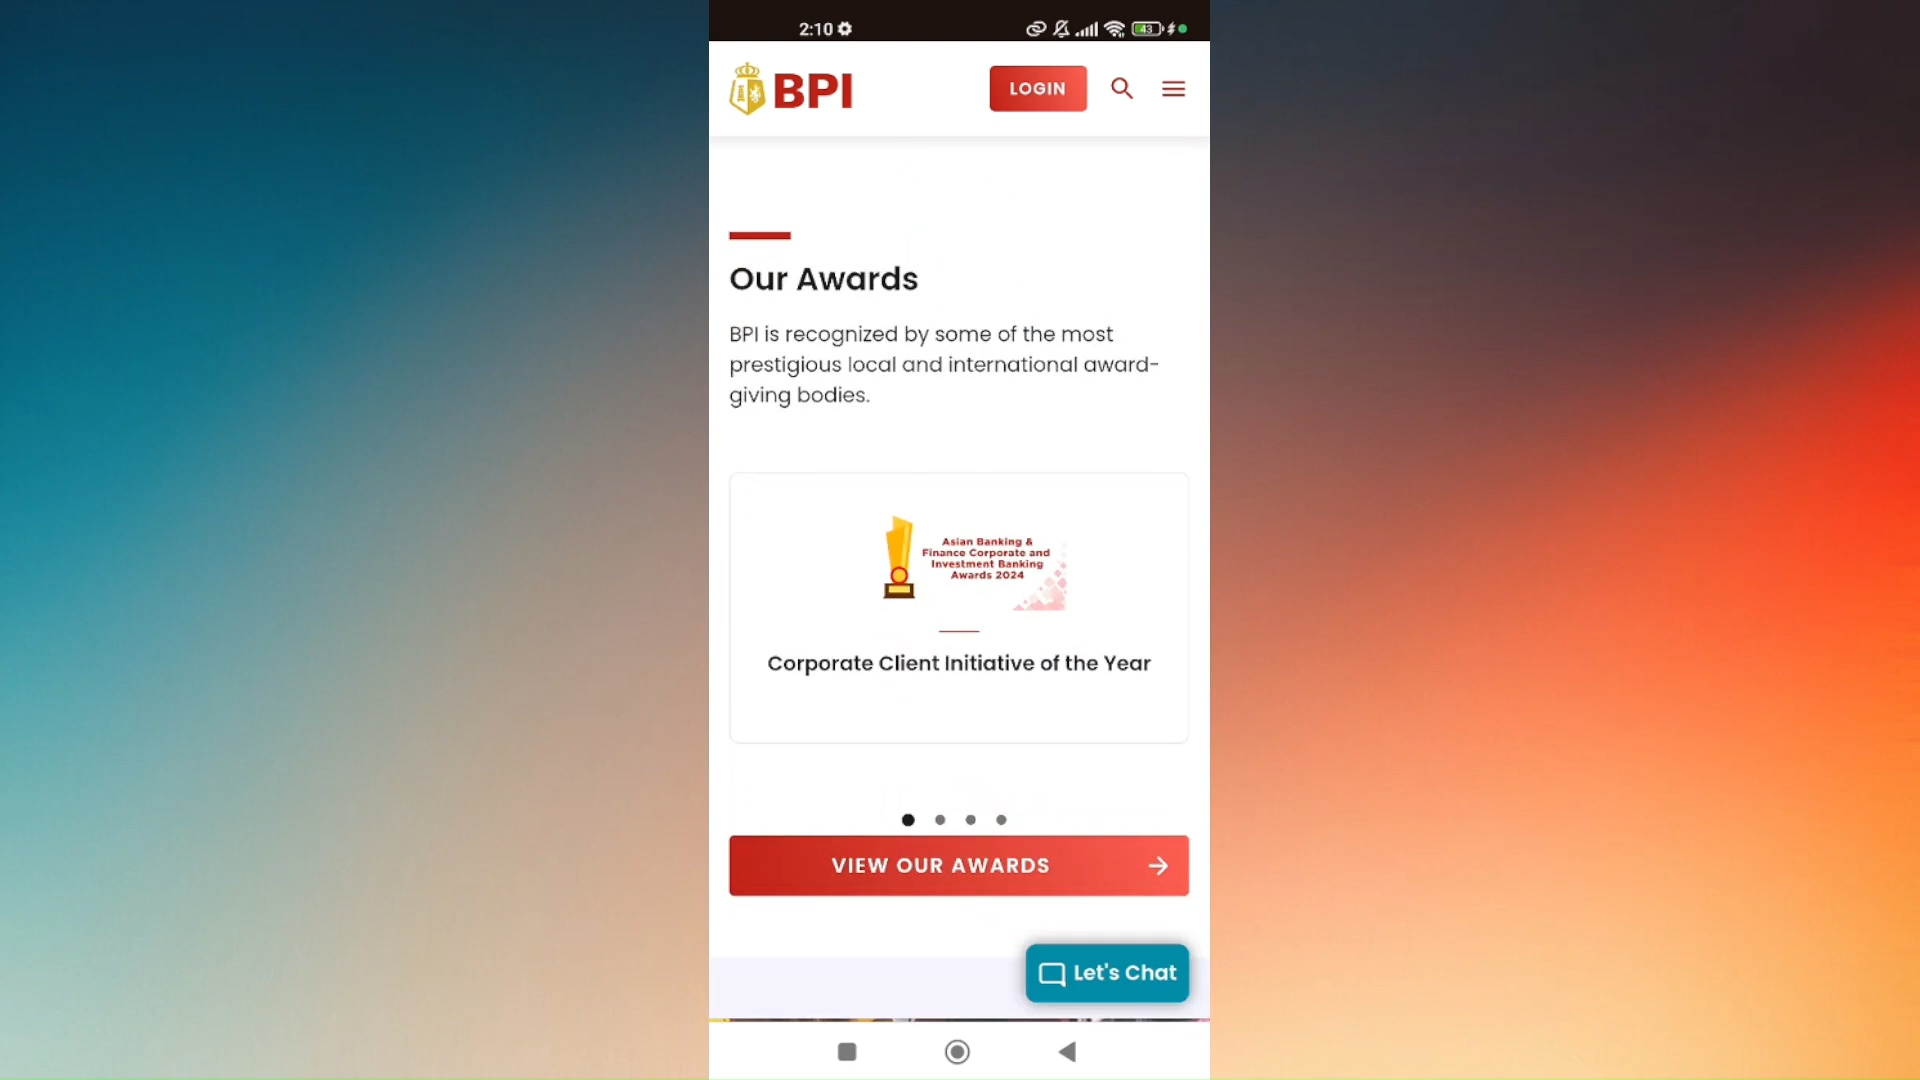 2:10
43
BPI
LOGIN
Our Awards
BPI is recognized by some of the most
prestigious local and international award-
giving bodies.
Asian Banking &
Finance Corporate and
Investment Banking
Awards 2024
Corporate Client Initiative of the Year
VIEW OUR AWARDS
Let's Chat